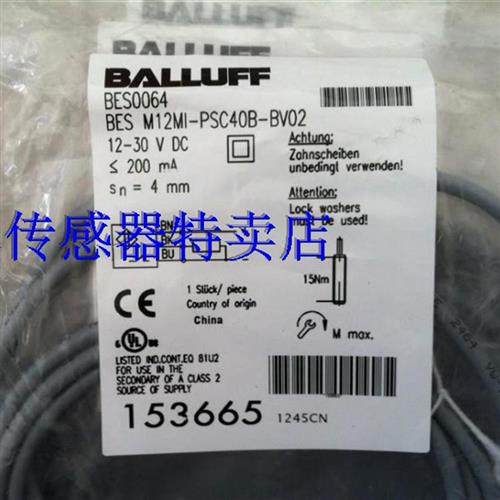 BALLUFF
BES0064
BES M12MI-PSC40B-BV02
12-30 V DC
≤ 200 mA
sn = 4 mm
Achtung:
Zahnscheiben
unbedingt verwenden!
Attention:
Lock washers
must be used!
传感器特卖店
BN
BK
BU
15Nm
M max.
CE
1 Stück/ piece
Country of origin
China
UL
LISTED IND.CONT.EQ 81U2
FOR USE IN THE
SECONDARY OF A CLASS 2
SOURCE OF SUPPLY
153665
1245CN